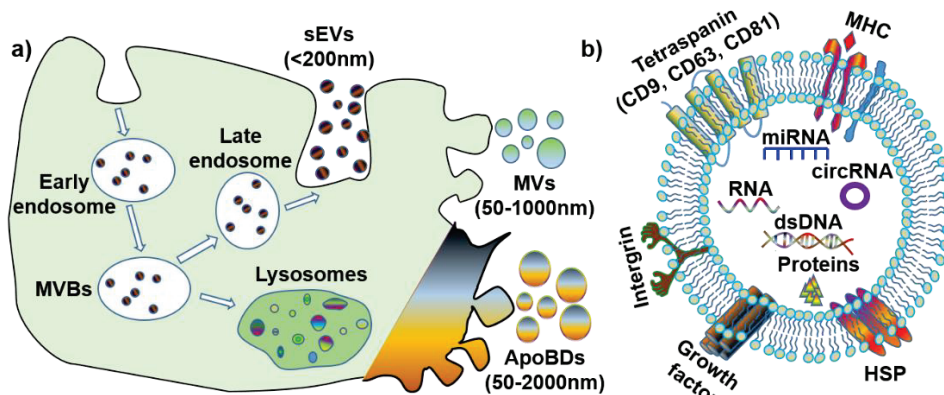 a)
sEVs
(<200nm)
Early
endosome
Late
endosome
MVBs
Lysosomes
MVs
(50-1000nm)
ApoBDs
(50-2000nm)
b)
Tetraspanin
(CD9, CD63, CD81)
MHC
miRNA
circRNA
RNA
dsDNA
Proteins
Intergrin
Growth
factor
HSP